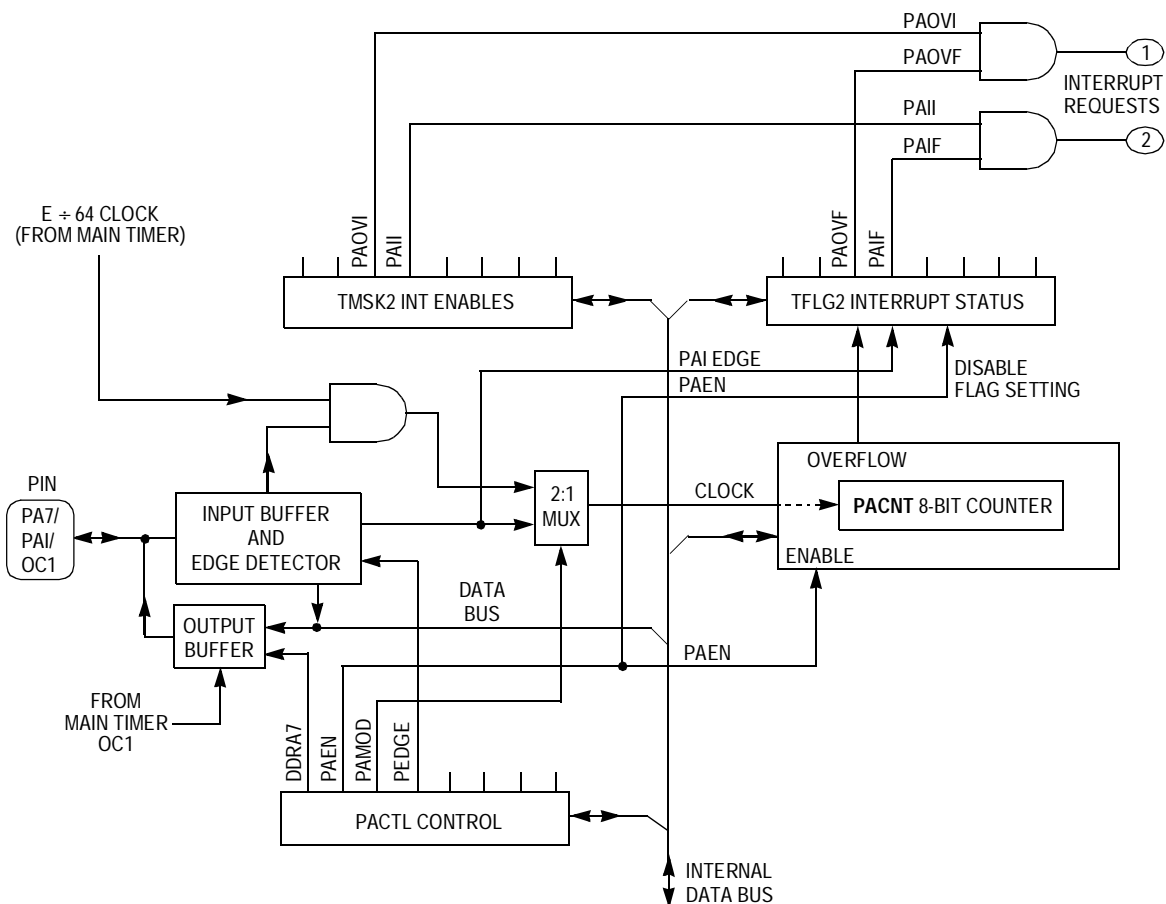 PAOVI
PAOVF
1
INTERRUPT
REQUESTS
PAII
PAIF
2
E ÷ 64 CLOCK
(FROM MAIN TIMER)
PAOVI
PAII
PAOVF
PAIF
TMSK2 INT ENABLES
TFLG2 INTERRUPT STATUS
PAI EDGE
PAEN
DISABLE
FLAG SETTING
OVERFLOW
PIN
PA7/
PAI/
OC1
INPUT BUFFER
AND
EDGE DETECTOR
2:1
MUX
CLOCK
PACNT 8-BIT COUNTER
ENABLE
DATA
BUS
OUTPUT
BUFFER
PAEN
FROM
MAIN TIMER
OC1
DDRA7
PAEN
PAMOD
PEDGE
PACTL CONTROL
INTERNAL
DATA BUS